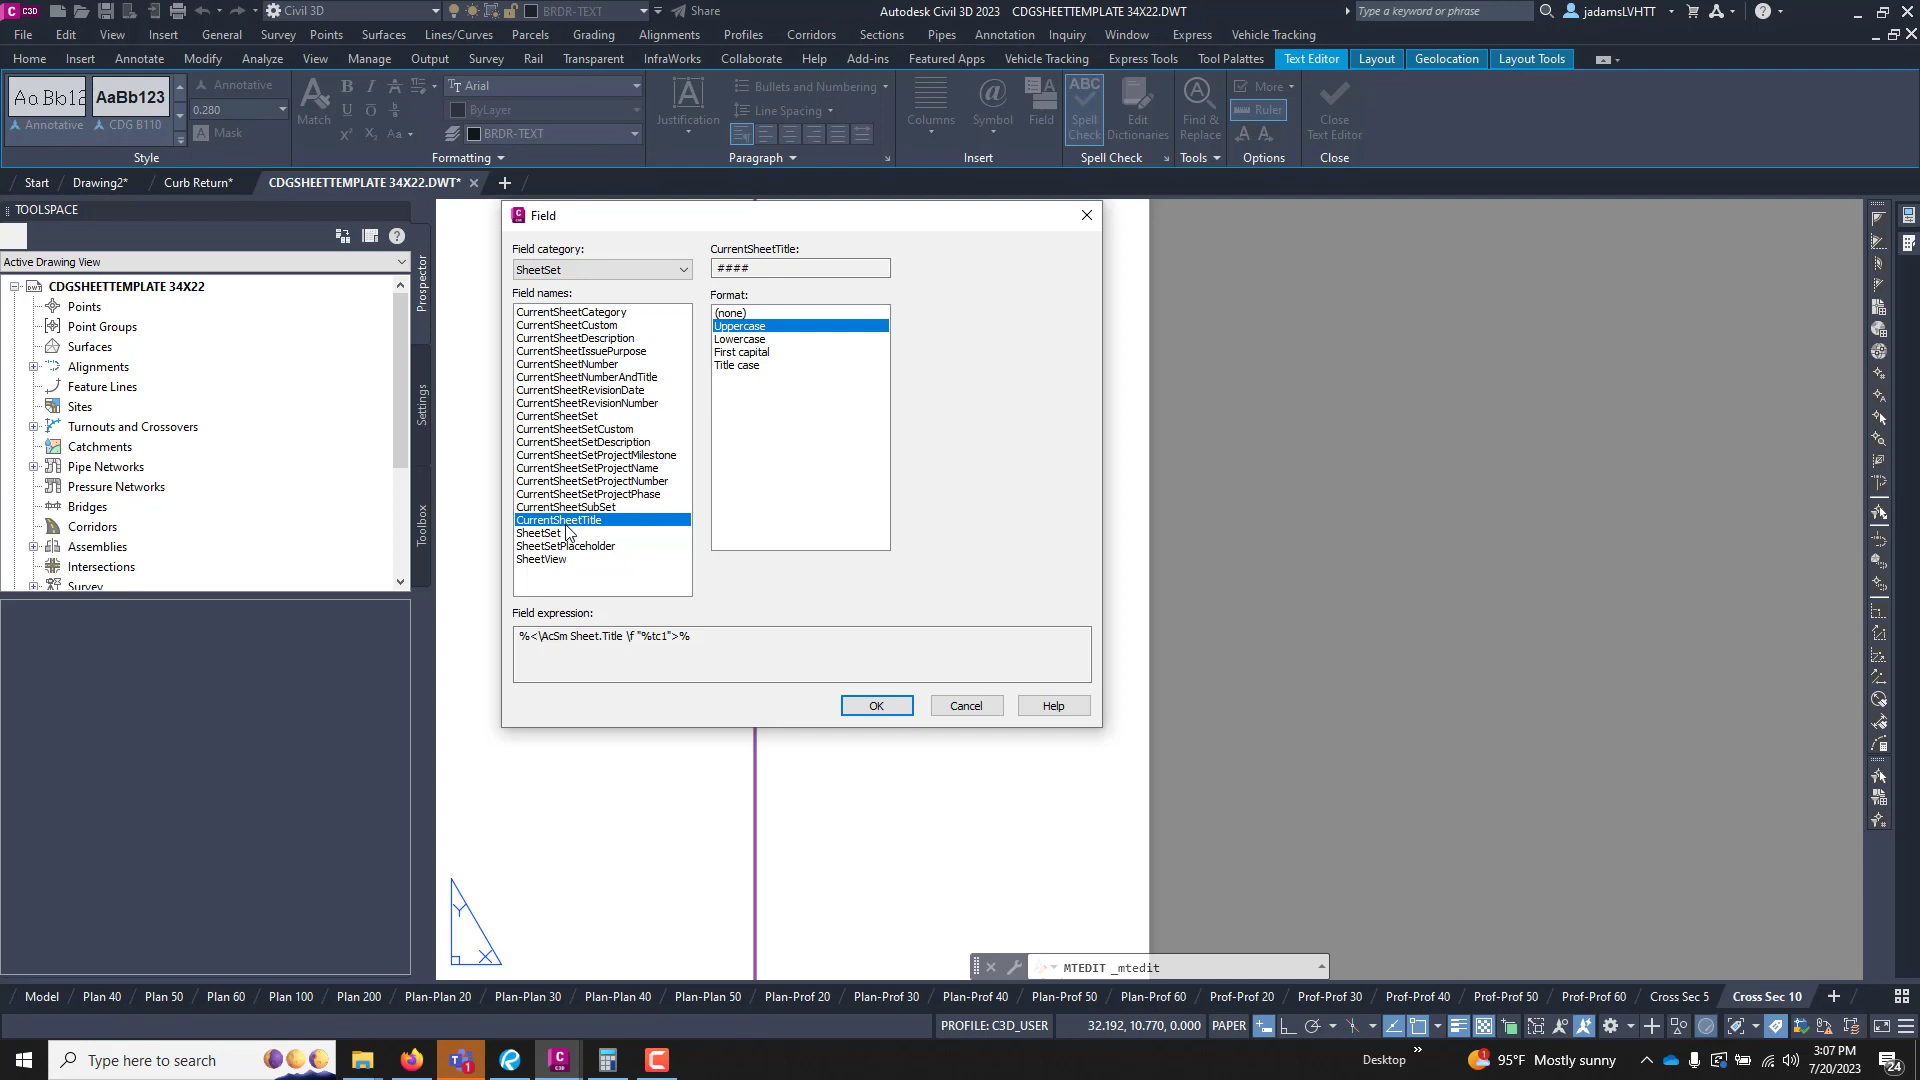 C3D Civil 3D BRDR-TEXT Share Autodesk Civil 3D 2023 CDGSHEETTEMPLATE 34X22.DWT Type a keyword or phrase jadamsLVHTT
File Edit View Insert General Survey Points Surfaces Lines/Curves Parcels Grading Alignments Profiles Corridors Sections Pipes Annotation Inquiry Window Express Vehicle Tracking
Home Insert Annotate Modify Analyze View Manage Output Survey Rail Transparent InfraWorks Collaborate Help Add-ins Featured Apps Vehicle Tracking Express Tools Tool Palettes Text Editor Layout Geolocation Layout Tools
Aa Bb12 AaBb123 Annotative Arial Bullets and Numbering More
Annotative CDG B110 0.280 Match ByLayer Justification Line Spacing Columns Symbol Field Spell Check Edit Dictionaries Find & Replace Ruler Close Text Editor
Mask BRDR-TEXT
Style Formatting Paragraph Insert Spell Check Tools Options Close
Start Drawing2* Curb Return* CDGSHEETTEMPLATE 34X22.DWT*
TOOLSPACE
Active Drawing View
CDGSHEETTEMPLATE 34X22
Points
Point Groups
Surfaces
Alignments
Feature Lines
Sites
Turnouts and Crossovers
Catchments
Pipe Networks
Pressure Networks
Bridges
Corridors
Assemblies
Intersections
Survey
Prospector
Settings
Toolbox
Field
Field category:
SheetSet
Field names:
CurrentSheetCategory
CurrentSheetCustom
CurrentSheetDescription
CurrentSheetIssuePurpose
CurrentSheetNumber
CurrentSheetNumberAndTitle
CurrentSheetRevisionDate
CurrentSheetRevisionNumber
CurrentSheetSet
CurrentSheetSetCustom
CurrentSheetSetDescription
CurrentSheetSetProjectMilestone
CurrentSheetSetProjectName
CurrentSheetSetProjectNumber
CurrentSheetSetProjectPhase
CurrentSheetSubSet
CurrentSheetTitle
SheetSet
SheetSetPlaceholder
SheetView
CurrentSheetTitle:
####
Format:
(none)
Uppercase
Lowercase
First capital
Title case
Field expression:
%<\AcSm Sheet.Title \f "%tc1">%
OK Cancel Help
Y
X
MTEDIT _mtedit
Model Plan 40 Plan 50 Plan 60 Plan 100 Plan 200 Plan-Plan 20 Plan-Plan 30 Plan-Plan 40 Plan-Plan 50 Plan-Prof 20 Plan-Prof 30 Plan-Prof 40 Plan-Prof 50 Plan-Prof 60 Prof-Prof 20 Prof-Prof 30 Prof-Prof 40 Prof-Prof 50 Prof-Prof 60 Cross Sec 5 Cross Sec 10
PROFILE: C3D_USER 32.192, 10.770, 0.000 PAPER
Type here to search Desktop 95°F Mostly sunny 3:07 PM
7/20/2023 24